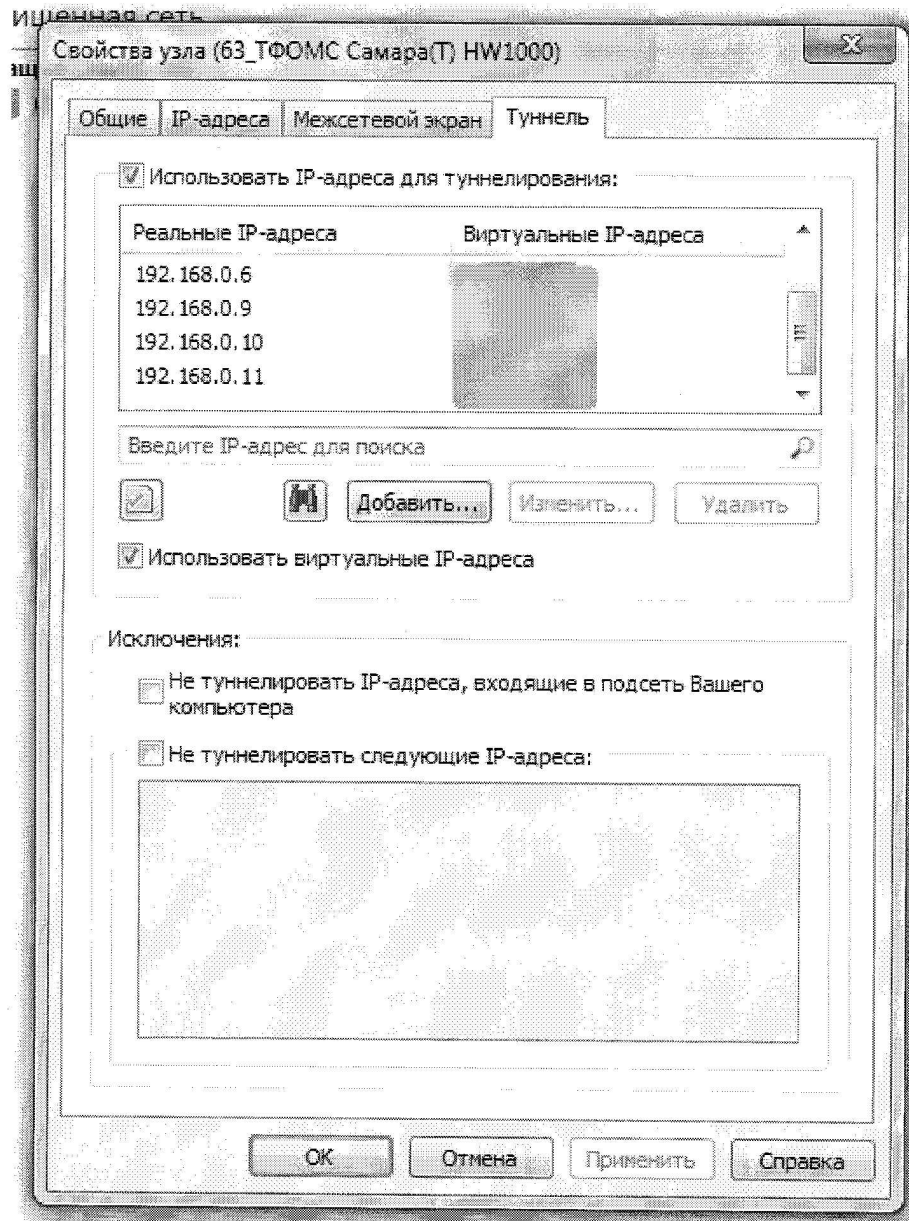 ищенная сеть
Свойства узла (63_ТФОМС Самара(Т) HW1000)
Общие IP-адреса Межсетевой экран Туннель
Использовать IP-адреса для туннелирования:
Реальные IP-адреса Виртуальные IP-адреса
192.168.0.6
192.168.0.9
192.168.0.10
192.168.0.11
Введите IP-адрес для поиска
Добавить... Изменить... Удалить
Использовать виртуальные IP-адреса
Исключения:
Не туннелировать IP-адреса, входящие в подсеть Вашего
компьютера
Не туннелировать следующие IP-адреса:
OK Отмена Применить Справка